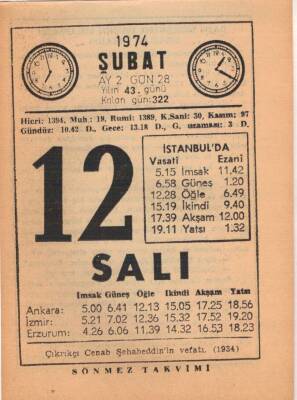 1974
ŞUBAT
AY 2 GÜN 28
Yılın 43. günü
Kalan gün: 322
Hicri: 1394, Muh.: 19, Rumi: 1389, K.Sani: 30, Kasım: 97
Gündüz: 10.42 D., Gece: 13.18 D., G, uzaması: 3 D,
12
İSTANBUL'DA
Vasati Ezani
5.15 İmsak 11.42
6.58 Güneş 1.20
12.28 Öğle 6.49
15.19 İkindi 9.40
17.39 Akşam 12.00
19.11 Yatsı 1.32
SALI
İmsak Güneş Öğle İkindi Akşam Yatsı
Ankara: 5.00 6.41 12.13 15.05 17.25 18.56
İzmir: 5.21 7.02 12.36 15.32 17.52 19.20
Erzurum: 4.26 6.06 11.39 14.32 16.53 18.23
Çıkrıkçı Cenab Şehabeddin'in vefatı. (1934)
SÖNMEZ TAKVİMİ